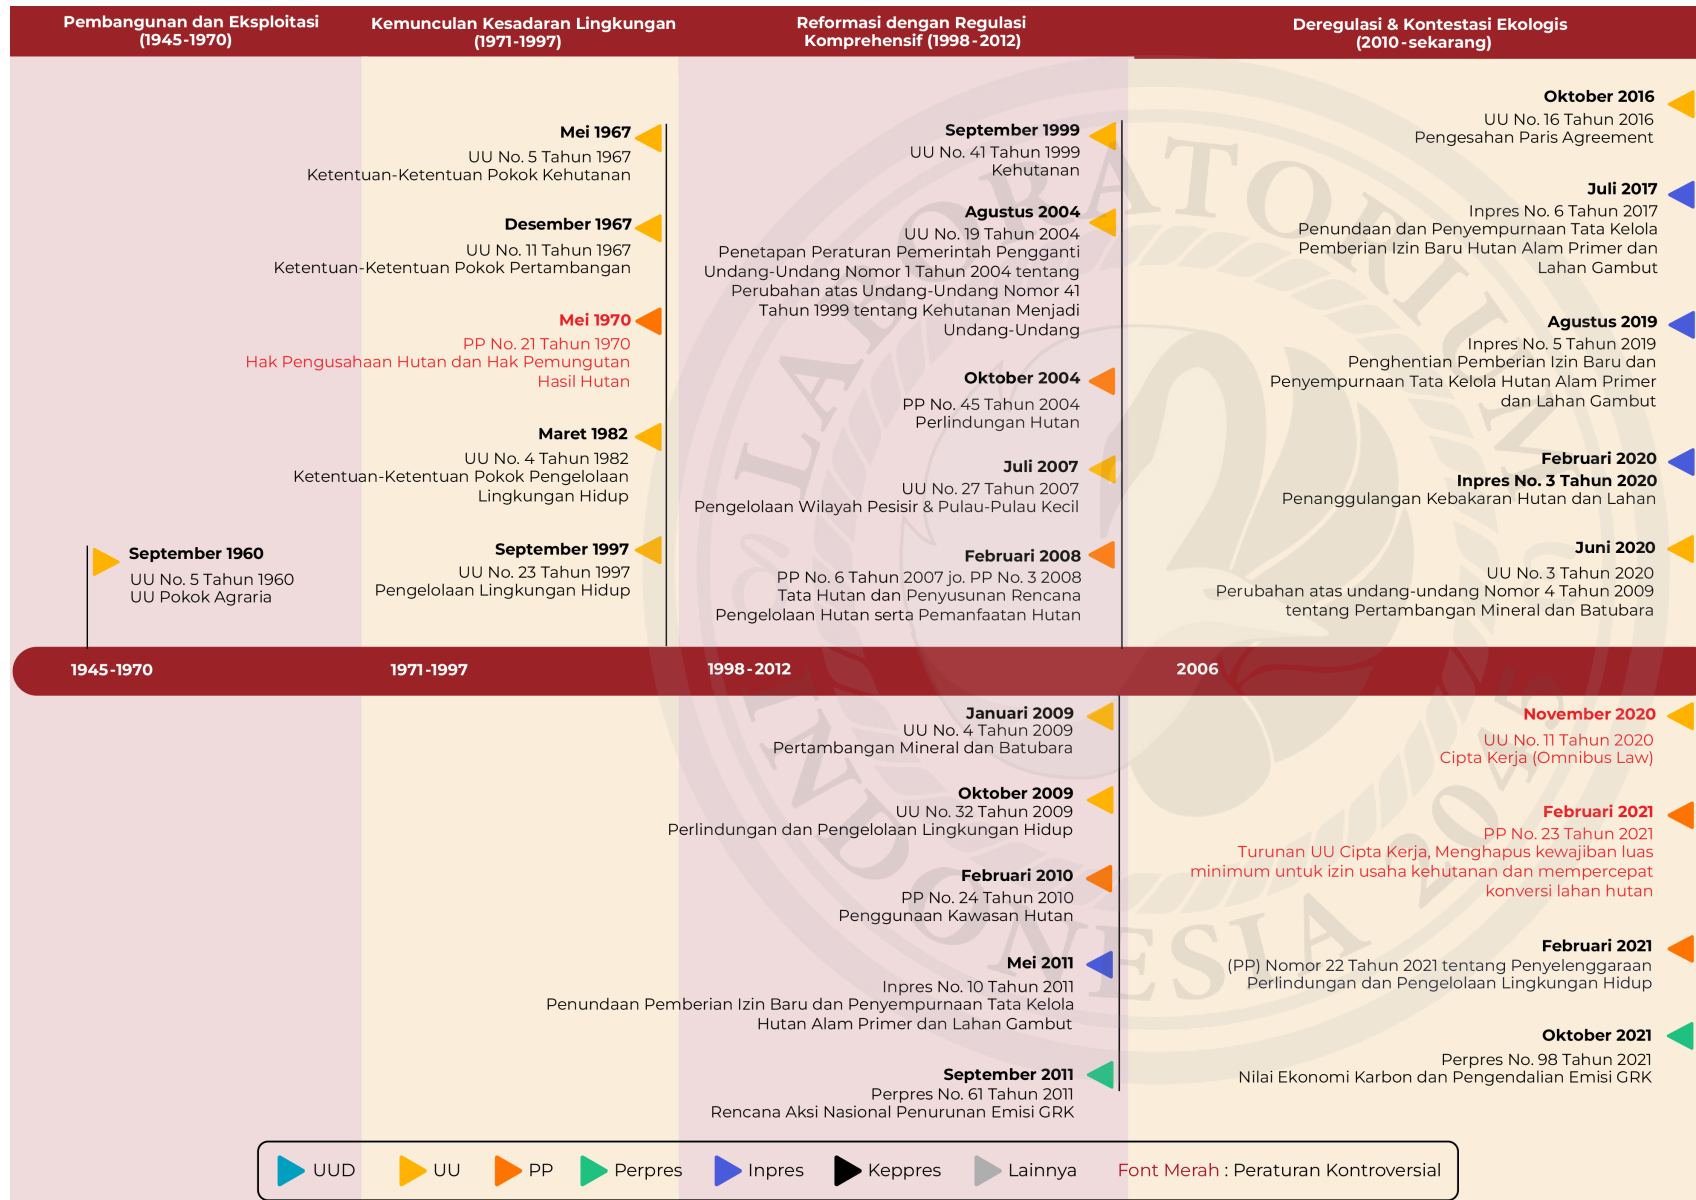 Pembangunan dan Eksploitasi
(1945-1970)
Kemunculan Kesadaran Lingkungan
(1971-1997)
Reformasi dengan Regulasi
Komprehensif (1998-2012)
Deregulasi & Kontestasi Ekologis
(2010-sekarang)
September 1960
UU No. 5 Tahun 1960
UU Pokok Agraria
Mei 1967
UU No. 5 Tahun 1967
Ketentuan-Ketentuan Pokok Kehutanan
Desember 1967
UU No. 11 Tahun 1967
Ketentuan-Ketentuan Pokok Pertambangan
Mei 1970
PP No. 21 Tahun 1970
Hak Pengusahaan Hutan dan Hak Pemungutan
Hasil Hutan
Maret 1982
UU No. 4 Tahun 1982
Ketentuan-Ketentuan Pokok Pengelolaan
Lingkungan Hidup
September 1997
UU No. 23 Tahun 1997
Pengelolaan Lingkungan Hidup
September 1999
UU No. 41 Tahun 1999
Kehutanan
Agustus 2004
UU No. 19 Tahun 2004
Penetapan Peraturan Pemerintah Pengganti
Undang-Undang Nomor 1 Tahun 2004 tentang
Perubahan atas Undang-Undang Nomor 41
Tahun 1999 tentang Kehutanan Menjadi
Undang-Undang
Oktober 2004
PP No. 45 Tahun 2004
Perlindungan Hutan
Juli 2007
UU No. 27 Tahun 2007
Pengelolaan Wilayah Pesisir & Pulau-Pulau Kecil
Februari 2008
PP No. 6 Tahun 2007 jo. PP No. 3 2008
Tata Hutan dan Penyusunan Rencana
Pengelolaan Hutan serta Pemanfaatan Hutan
Oktober 2016
UU No. 16 Tahun 2016
Pengesahan Paris Agreement
Juli 2017
Inpres No. 6 Tahun 2017
Penundaan dan Penyempurnaan Tata Kelola
Pemberian Izin Baru Hutan Alam Primer dan
Lahan Gambut
Agustus 2019
Inpres No. 5 Tahun 2019
Penghentian Pemberian Izin Baru dan
Penyempurnaan Tata Kelola Hutan Alam Primer
dan Lahan Gambut
Februari 2020
Inpres No. 3 Tahun 2020
Penanggulangan Kebakaran Hutan dan Lahan
Juni 2020
UU No. 3 Tahun 2020
Perubahan atas undang-undang Nomor 4 Tahun 2009
tentang Pertambangan Mineral dan Batubara
1945-1970
1971-1997
1998-2012
2006
Januari 2009
UU No. 4 Tahun 2009
Pertambangan Mineral dan Batubara
Oktober 2009
UU No. 32 Tahun 2009
Perlindungan dan Pengelolaan Lingkungan Hidup
Februari 2010
PP No. 24 Tahun 2010
Penggunaan Kawasan Hutan
Mei 2011
Inpres No. 10 Tahun 2011
Penundaan Pemberian Izin Baru dan Penyempurnaan Tata Kelola
Hutan Alam Primer dan Lahan Gambut
September 2011
Perpres No. 61 Tahun 2011
Rencana Aksi Nasional Penurunan Emisi GRK
November 2020
UU No. 11 Tahun 2020
Cipta Kerja (Omnibus Law)
Februari 2021
PP No. 23 Tahun 2021
Turunan UU Cipta Kerja, Menghapus kewajiban luas
minimum untuk izin usaha kehutanan dan mempercepat
konversi lahan hutan
Februari 2021
(PP) Nomor 22 Tahun 2021 tentang Penyelenggaraan
Perlindungan dan Pengelolaan Lingkungan Hidup
Oktober 2021
Perpres No. 98 Tahun 2021
Nilai Ekonomi Karbon dan Pengendalian Emisi GRK
UUD
UU
PP
Perpres
Inpres
Keppres
Lainnya
Font Merah : Peraturan Kontroversial
LABORATORIUM
INDONESIA 2045